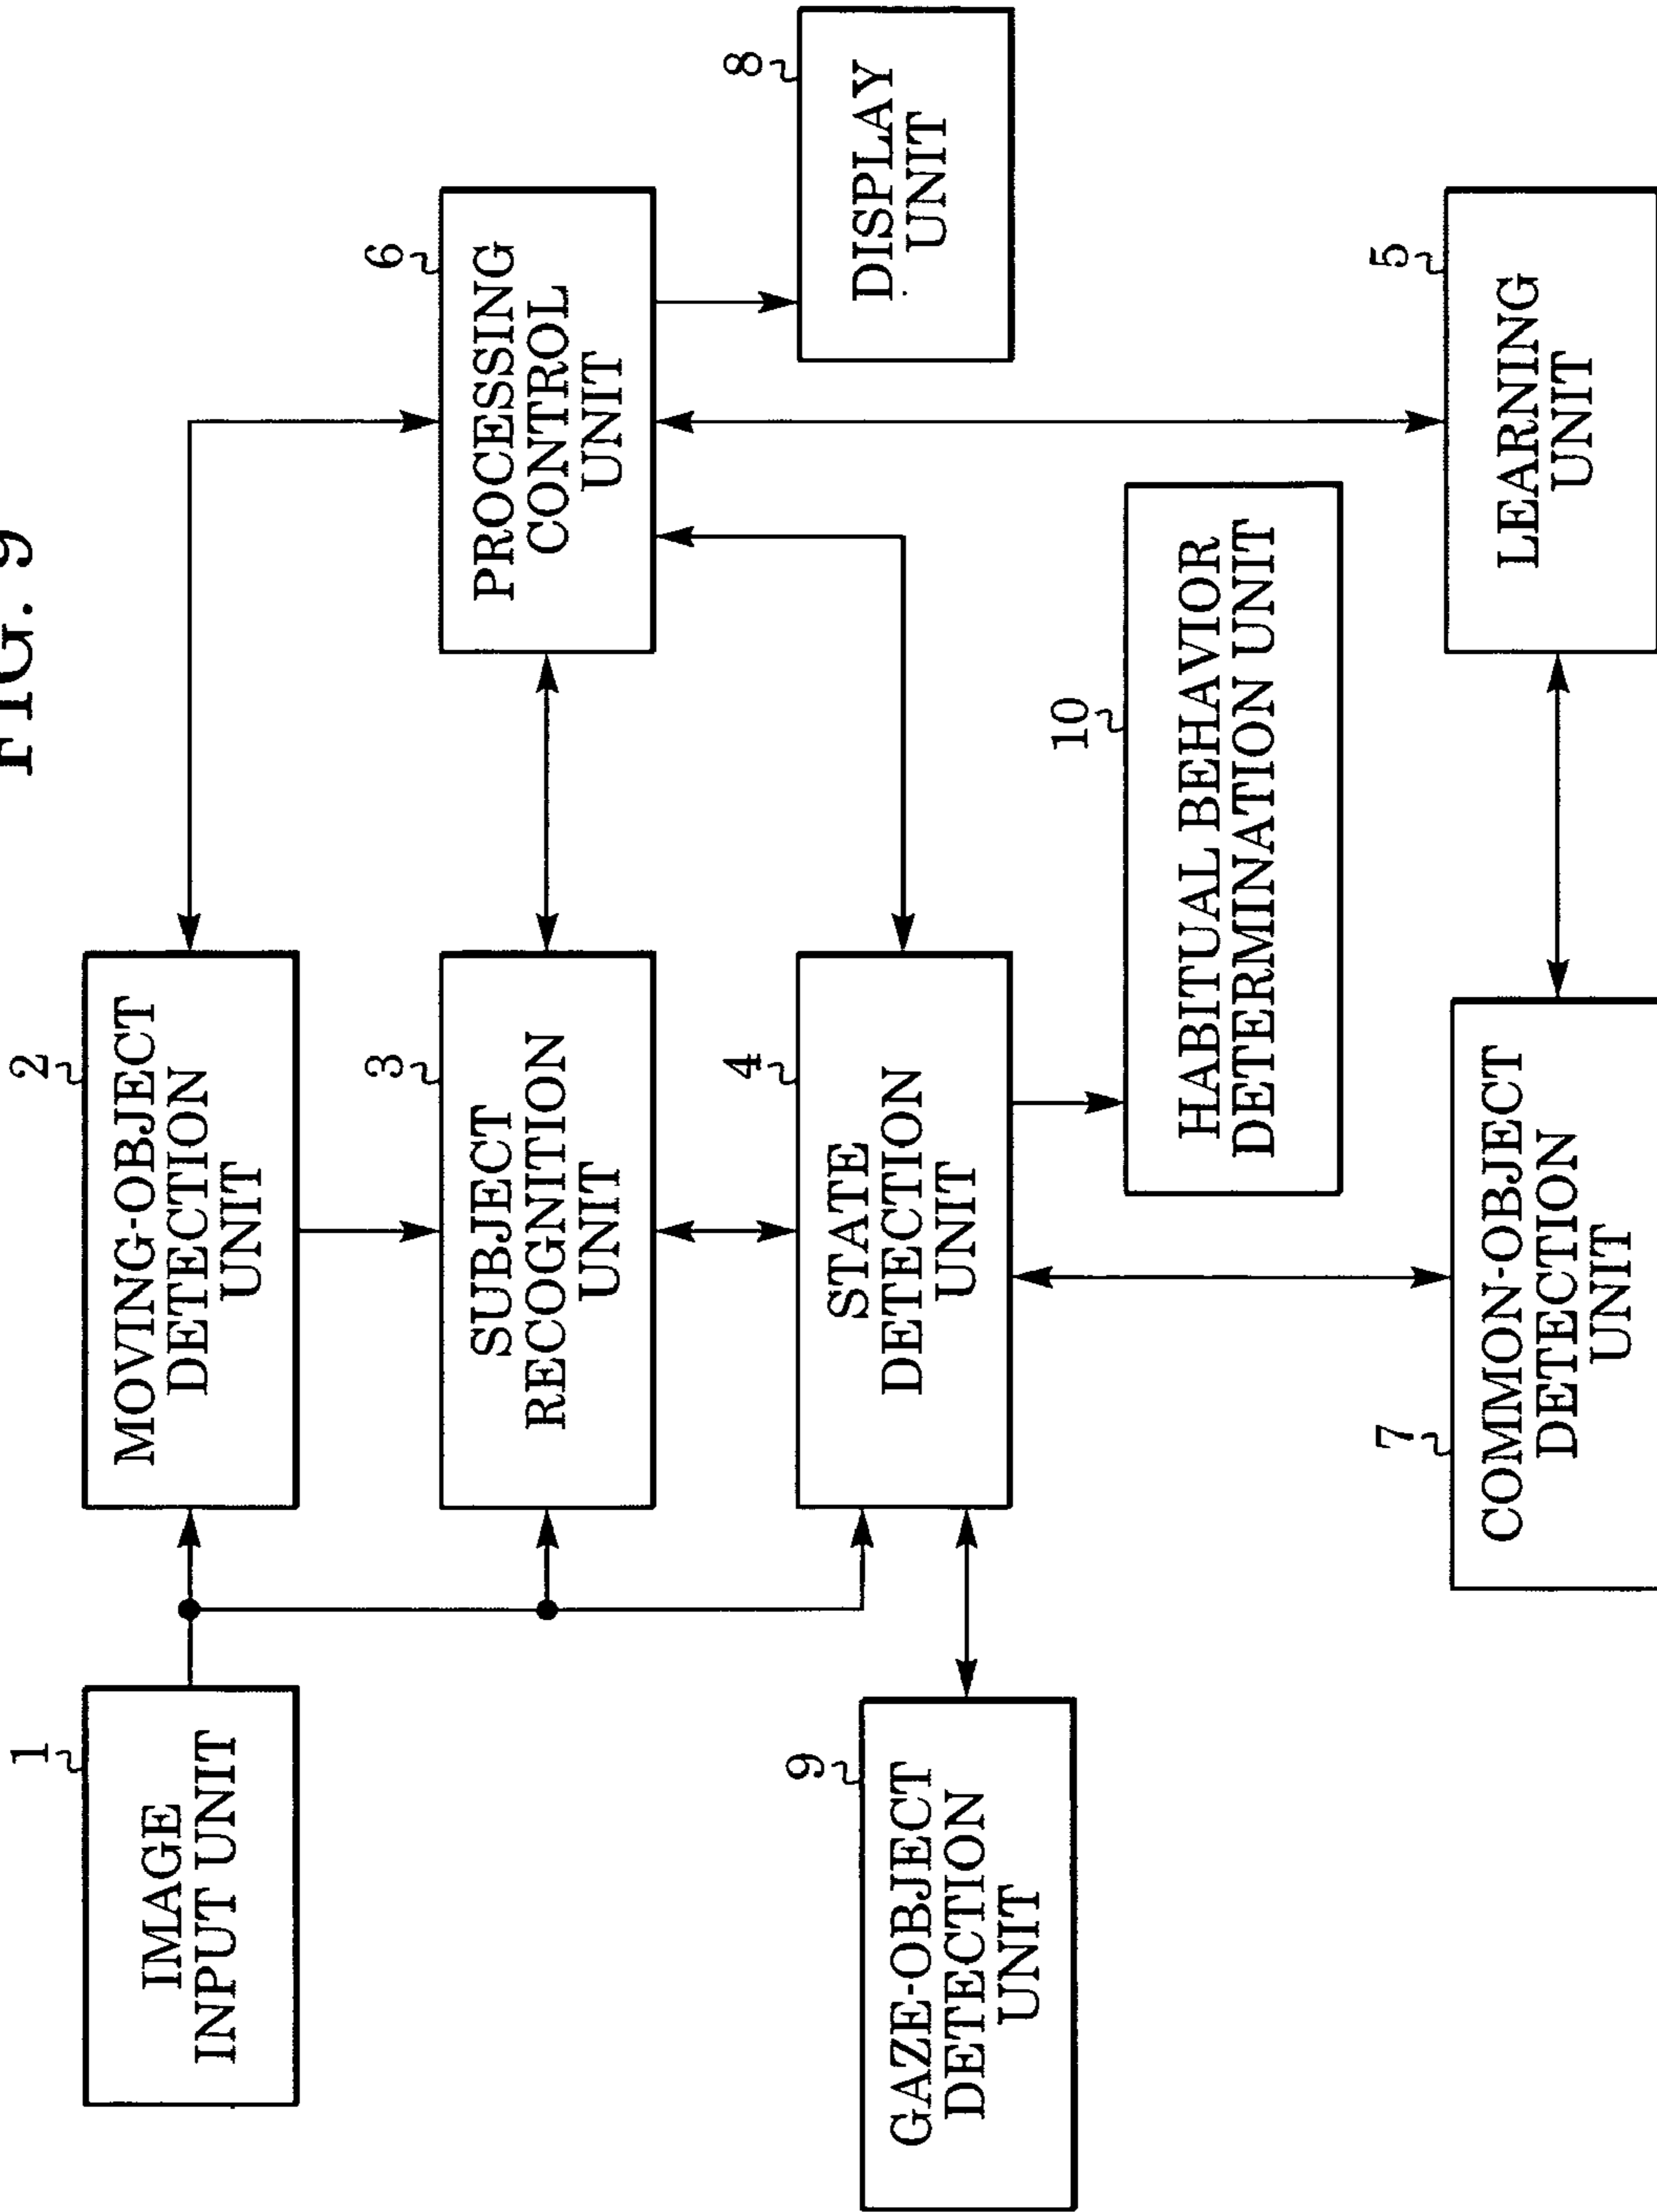 FIG. 9
1
IMAGE
INPUT UNIT
2
MOVING-OBJECT
DETECTION
UNIT
3
SUBJECT
RECOGNITION
UNIT
6
PROCESSING
CONTROL
UNIT
9
GAZE-OBJECT
DETECTION
UNIT
4
STATE
DETECTION
UNIT
8
DISPLAY
UNIT
10
HABITUAL BEHAVIOR
DETERMINATION UNIT
7
COMMON-OBJECT
DETECTION
UNIT
5
LEARNING
UNIT